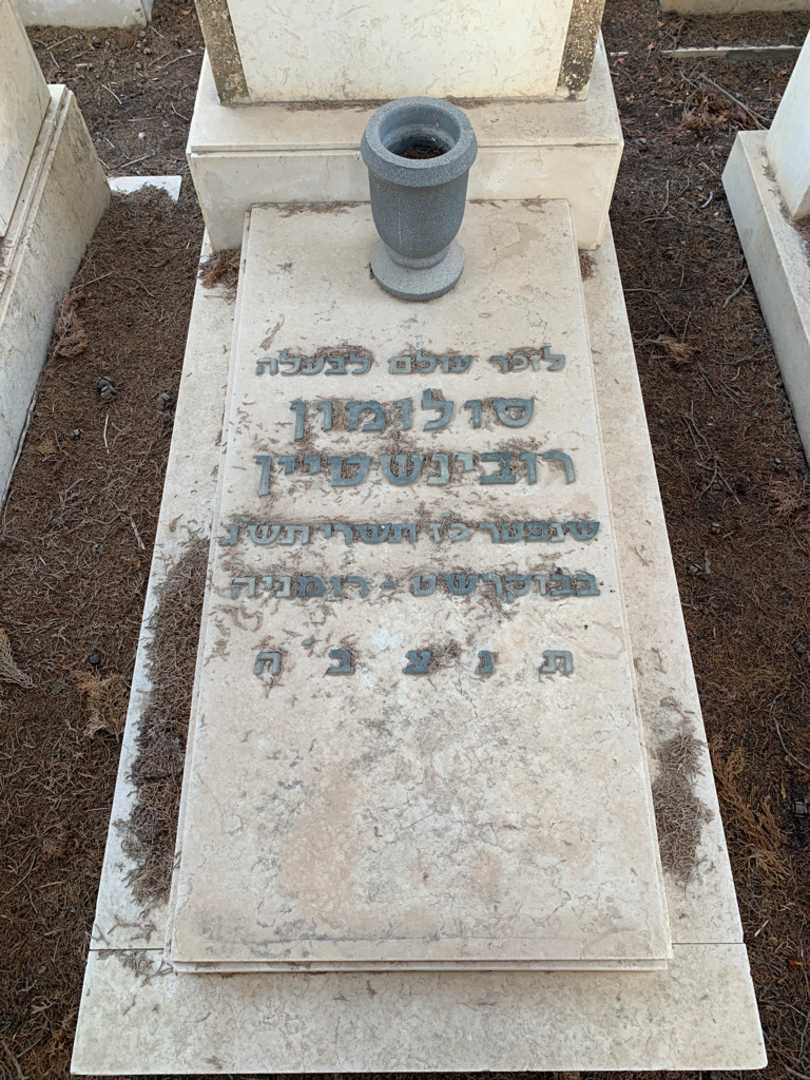 לזכר עולם לבעלה
סולומון
רובינשטיין
שנפטר כ"ז תשרי תש"נ
בבוקרשט - רומניה
ת נ צ ב ה